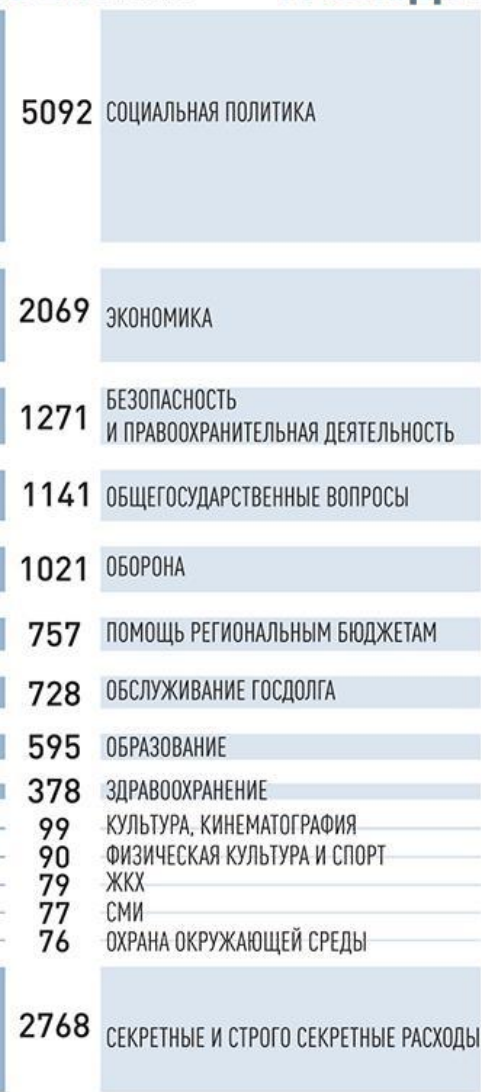 5092 СОЦИАЛЬНАЯ ПОЛИТИКА
2069 ЭКОНОМИКА
1271 БЕЗОПАСНОСТЬ
И ПРАВООХРАНИТЕЛЬНАЯ ДЕЯТЕЛЬНОСТЬ
1141 ОБЩЕГОСУДАРСТВЕННЫЕ ВОПРОСЫ
1021 ОБОРОНА
757 ПОМОЩЬ РЕГИОНАЛЬНЫМ БЮДЖЕТАМ
728 ОБСЛУЖИВАНИЕ ГОСДОЛГА
595 ОБРАЗОВАНИЕ
378 ЗДРАВООХРАНЕНИЕ
99 КУЛЬТУРА, КИНЕМАТОГРАФИЯ
90 ФИЗИЧЕСКАЯ КУЛЬТУРА И СПОРТ
79 ЖКХ
77 СМИ
76 ОХРАНА ОКРУЖАЮЩЕЙ СРЕДЫ
2768 СЕКРЕТНЫЕ И СТРОГО СЕКРЕТНЫЕ РАСХОДЫ